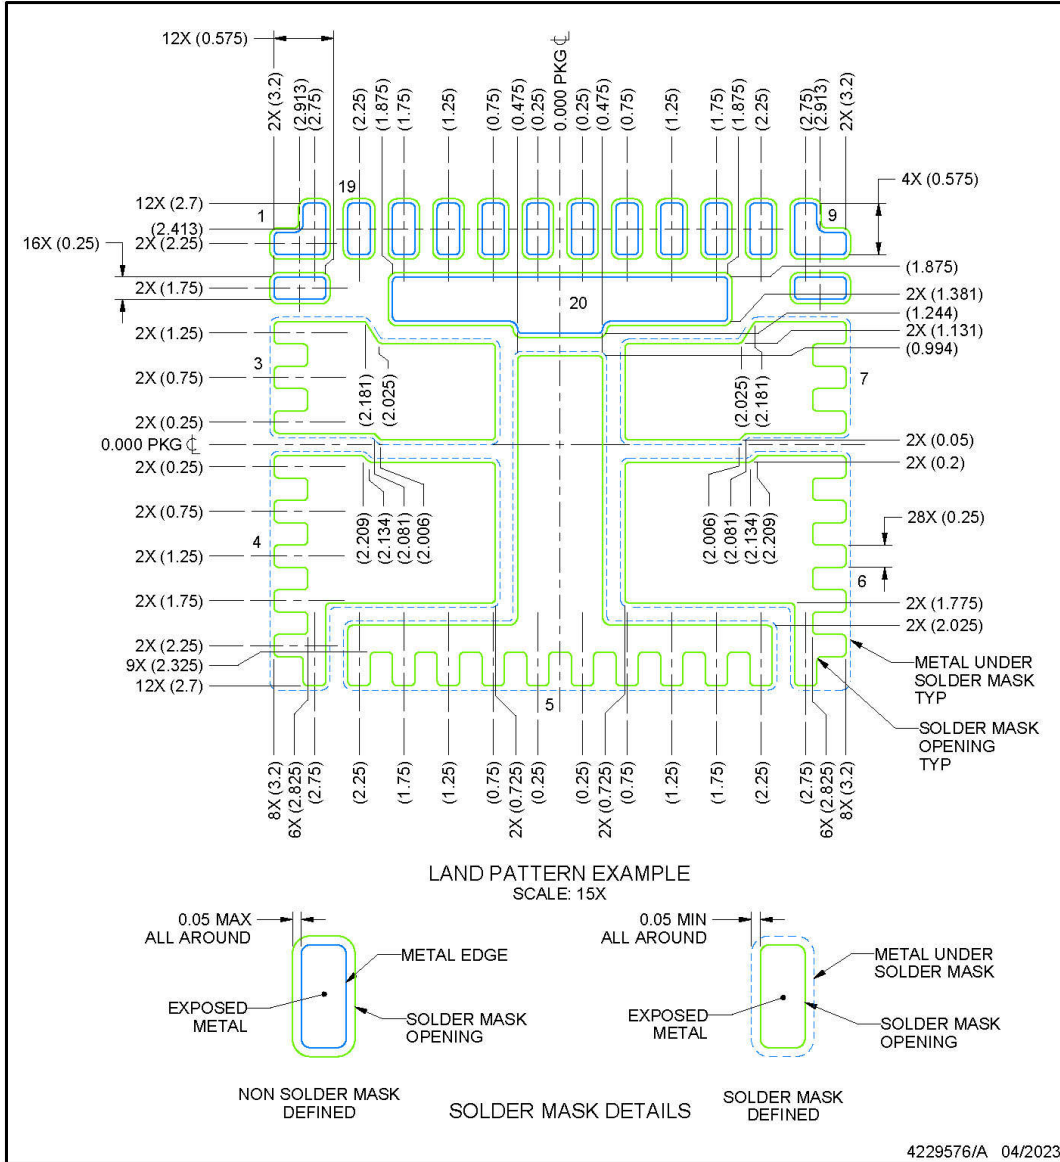 12X (0.575)
2X (3.2)
(2.913)
(2.75)
(2.25)
(1.875)
(1.75)
(1.25)
(0.75)
(0.475)
(0.25)
0.000 PKG ℄
(0.25)
(0.475)
(0.75)
(1.25)
(1.75)
(1.875)
(2.25)
(2.75)
(2.913)
2X (3.2)
19
4X (0.575)
12X (2.7)
1
9
(2.413)
2X (2.25)
16X (0.25)
(1.875)
2X (1.75)
20
2X (1.381)
(1.244)
2X (1.25)
2X (1.131)
(0.994)
3
7
2X (0.75)
(2.181)
(2.025)
(2.025)
(2.181)
2X (0.25)
0.000 PKG ℄
2X (0.05)
2X (0.25)
2X (0.2)
2X (0.75)
(2.209)
(2.134)
(2.081)
(2.006)
(2.006)
(2.081)
(2.134)
(2.209)
28X (0.25)
4
2X (1.25)
6
2X (1.75)
2X (1.775)
2X (2.025)
2X (2.25)
9X (2.325)
12X (2.7)
5
METAL UNDER
SOLDER MASK
TYP
SOLDER MASK
OPENING
TYP
8X (3.2)
6X (2.825)
(2.75)
(2.25)
(1.75)
(1.25)
(0.75)
2X (0.725)
(0.25)
(0.25)
2X (0.725)
(0.75)
(1.25)
(1.75)
(2.25)
(2.75)
6X (2.825)
8X (3.2)
LAND PATTERN EXAMPLE
SCALE: 15X
0.05 MAX
ALL AROUND
METAL EDGE
EXPOSED
METAL
SOLDER MASK
OPENING
NON SOLDER MASK
DEFINED
0.05 MIN
ALL AROUND
METAL UNDER
SOLDER MASK
EXPOSED
METAL
SOLDER MASK
OPENING
SOLDER MASK
DEFINED
SOLDER MASK DETAILS
4229576/A 04/2023